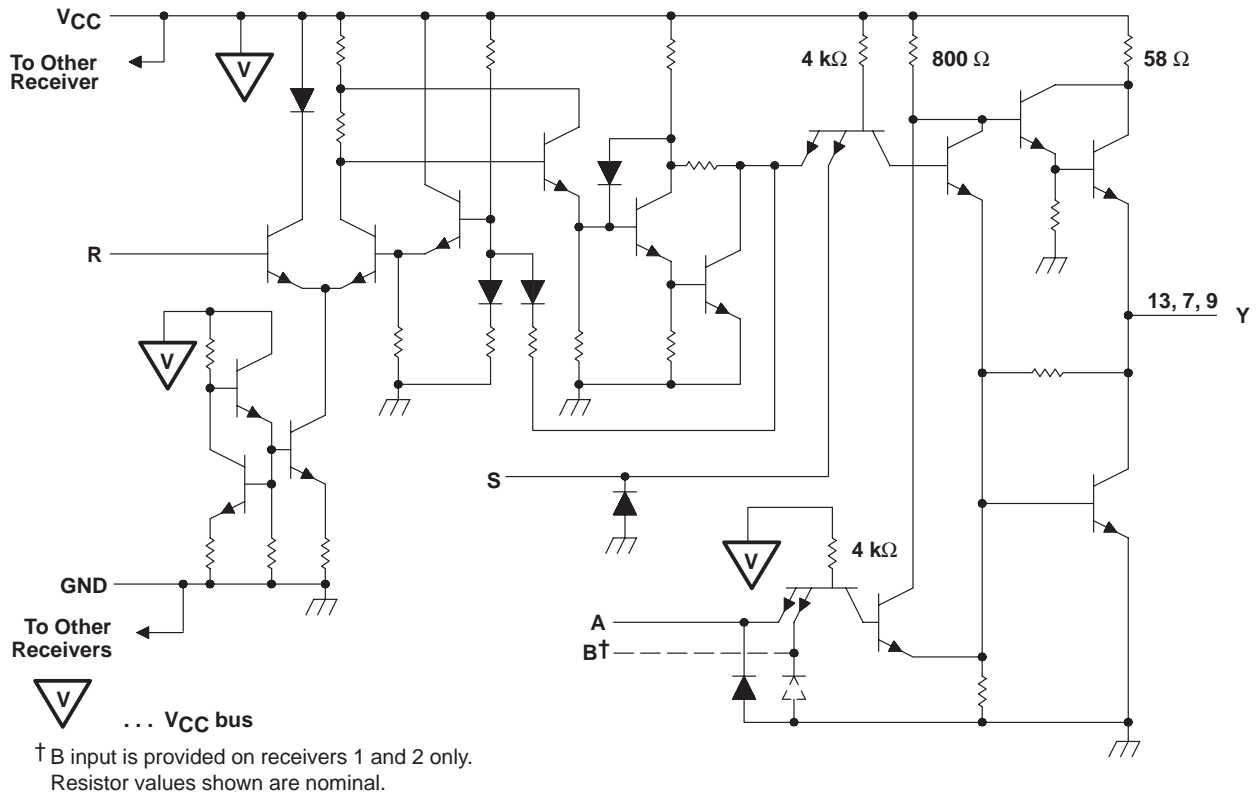 VCC
To Other
Receiver
V
4 kΩ
800 Ω
58 Ω
R
V
13, 7, 9
Y
S
V
4 kΩ
GND
To Other
Receivers
A
B†
V
. . . VCC bus
† B input is provided on receivers 1 and 2 only.
Resistor values shown are nominal.